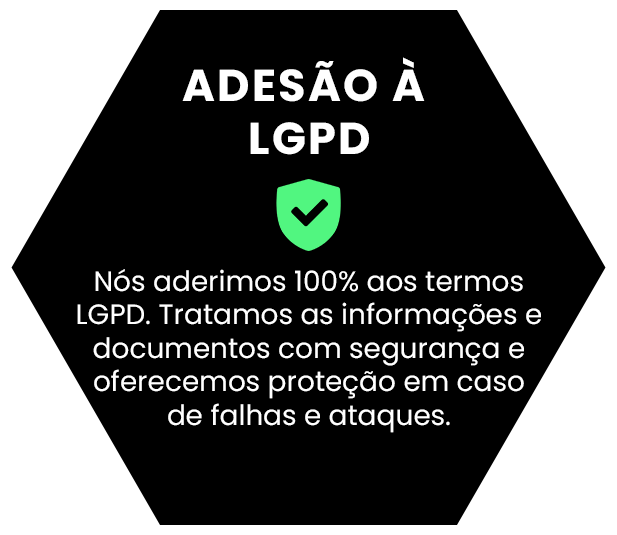 ADESÃO À
LGPD
Nós aderimos 100% aos termos
LGPD. Tratamos as informações e
documentos com segurança e
oferecemos proteção em caso
de falhas e ataques.